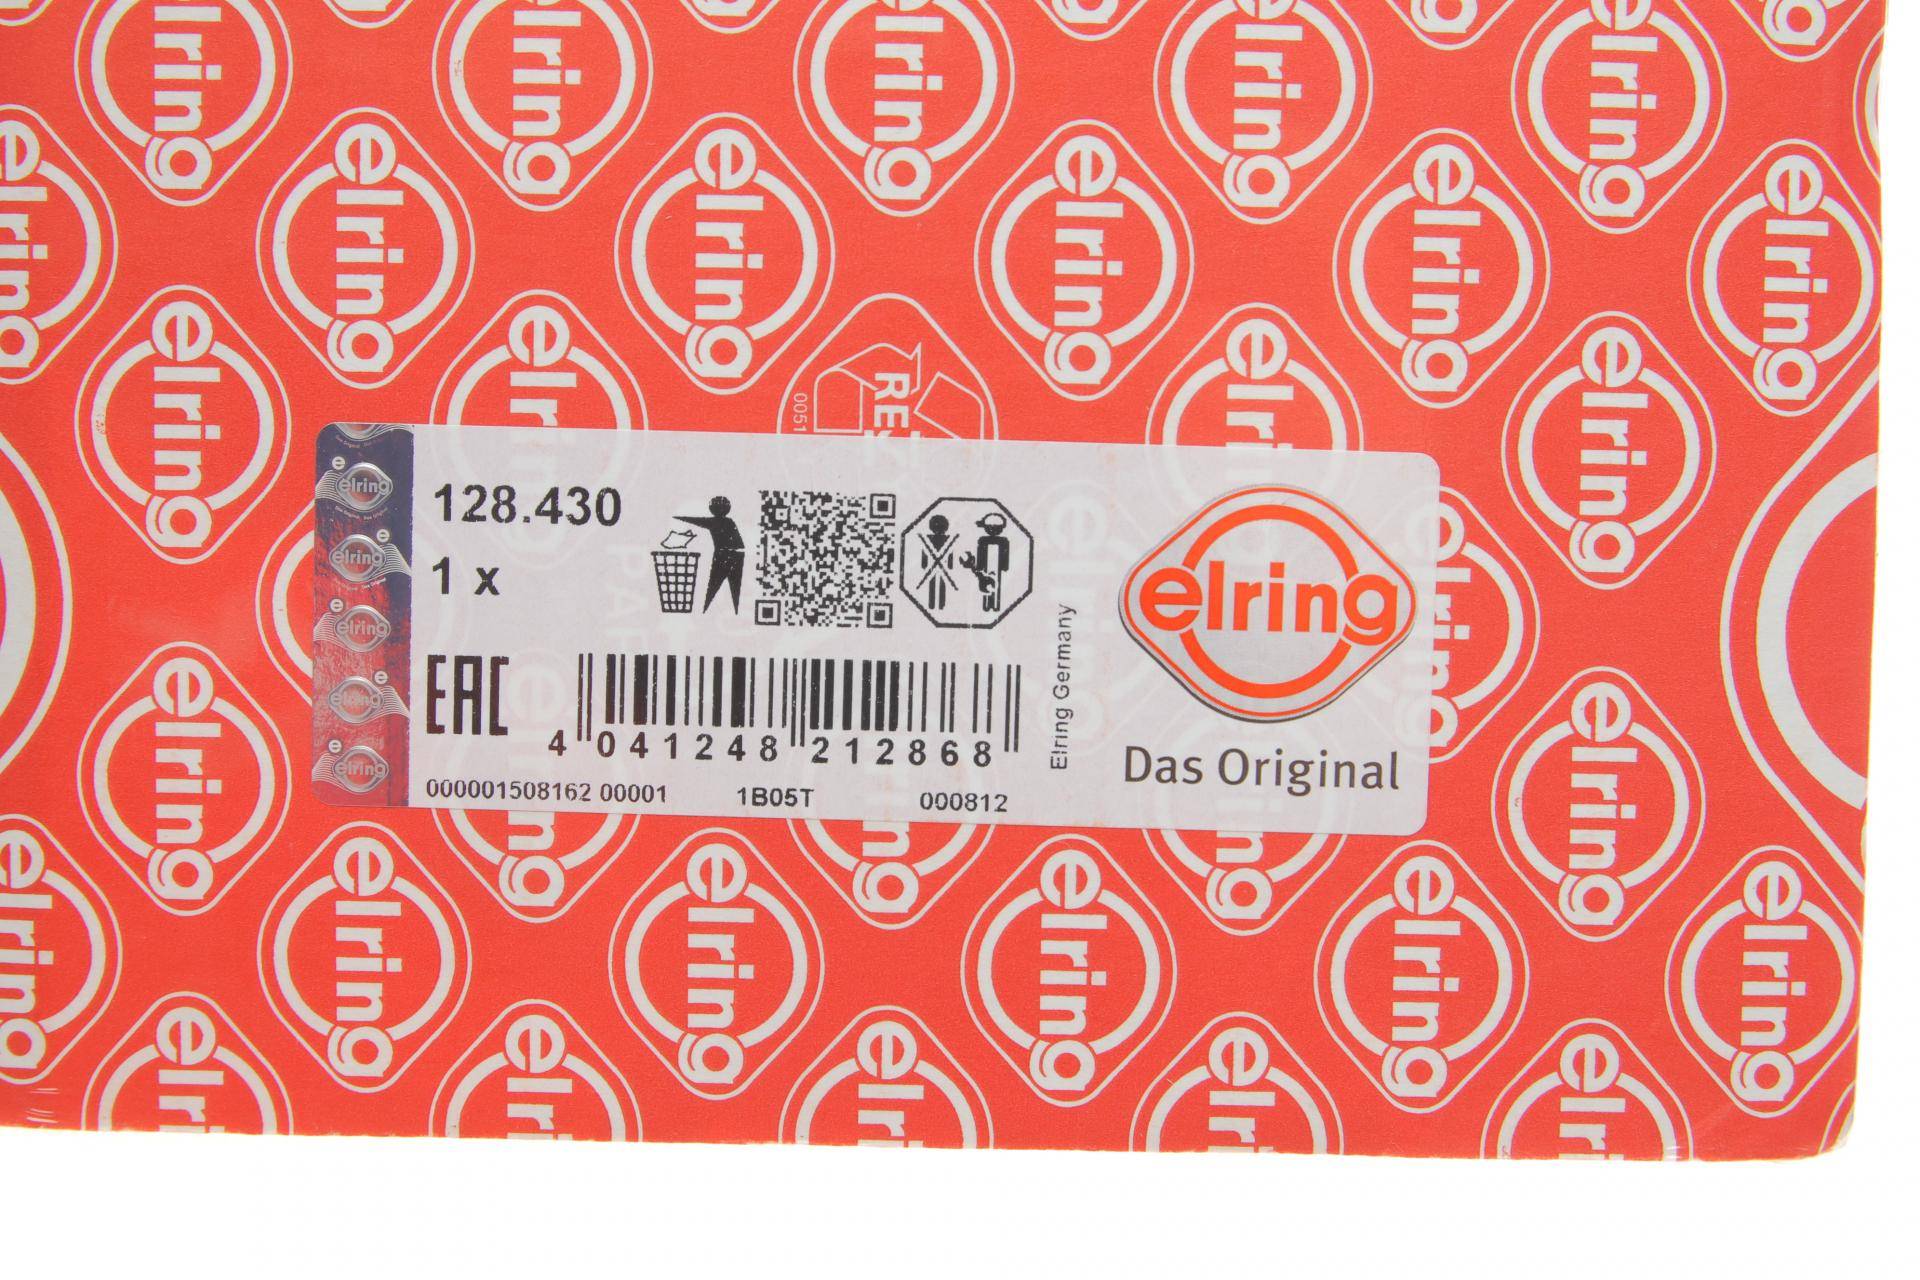 128.430
1 x
EAC
4 041248 212868
000001508162 00001 1B05T 000812
Elring Germany
elring
Das Original